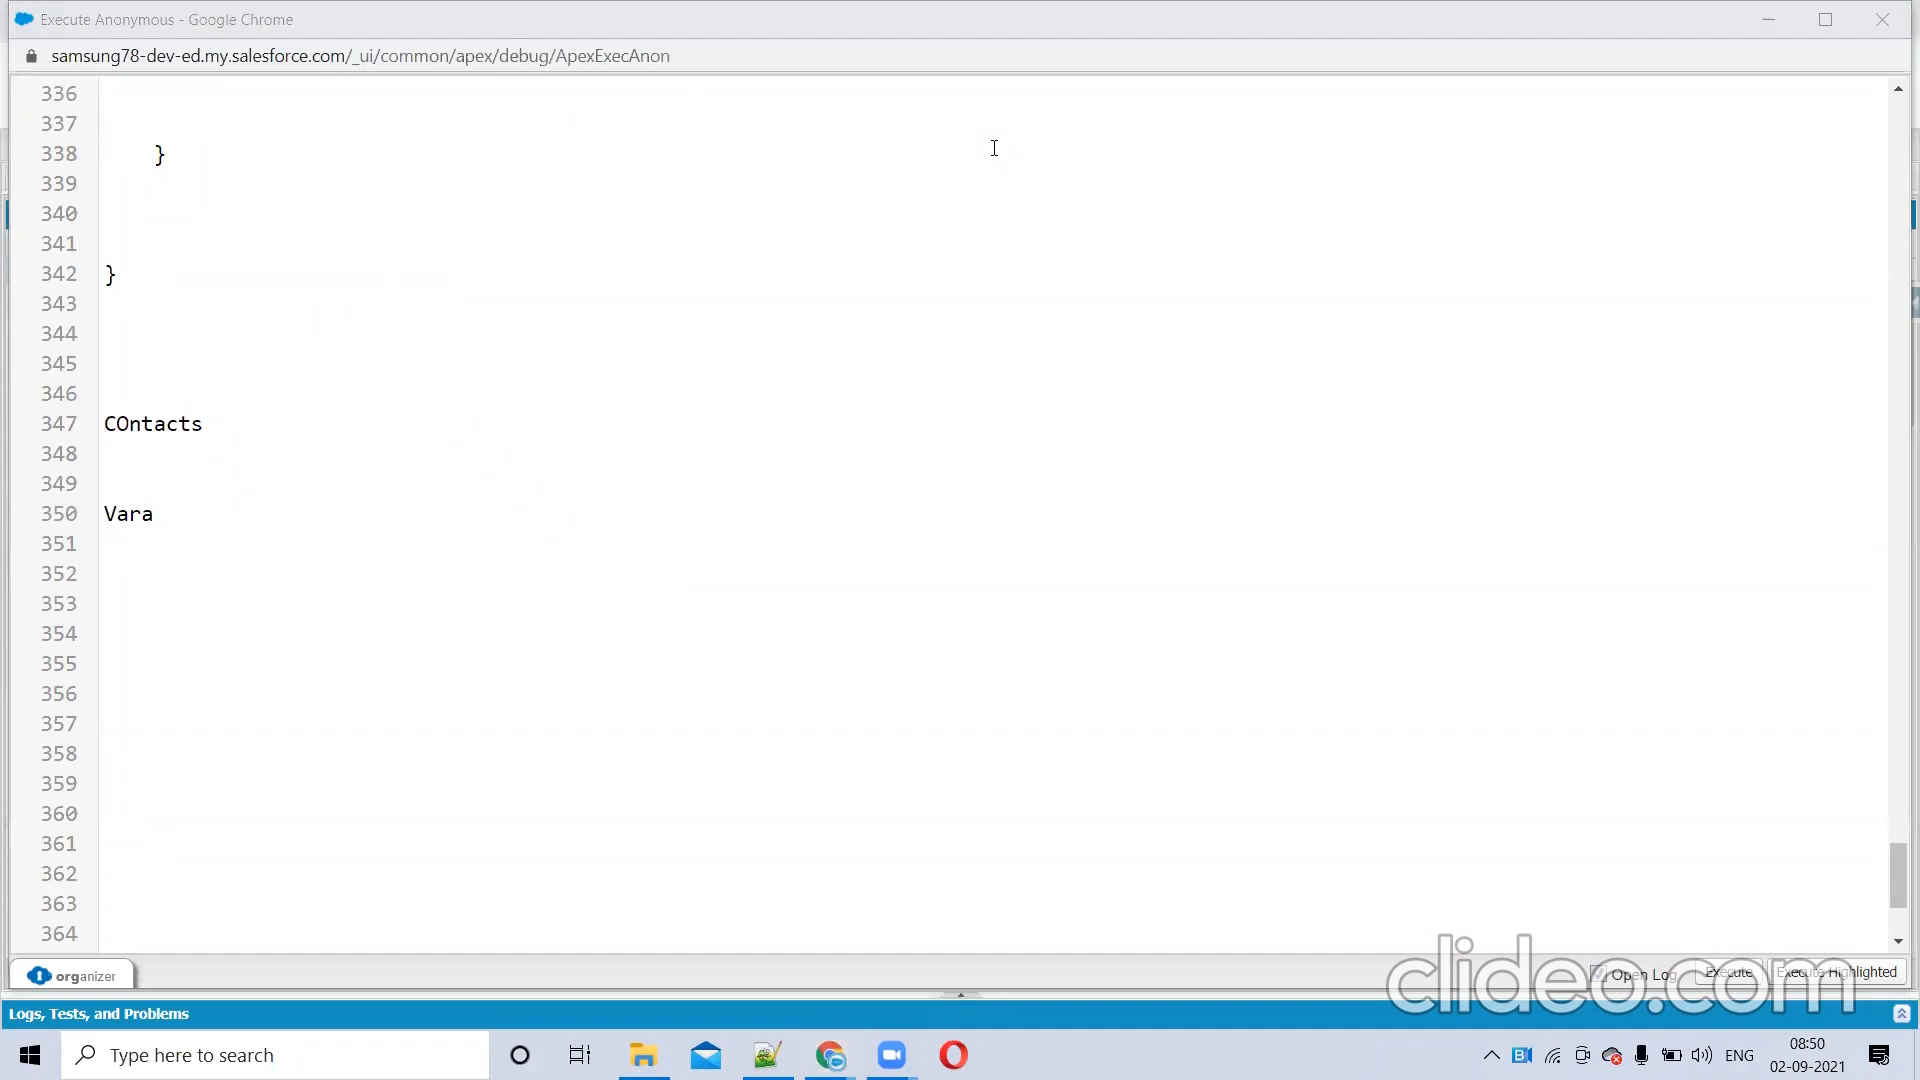 Execute Anonymous - Google Chrome
samsung78-dev-ed.my.salesforce.com/_ui/common/apex/debug/ApexExecAnon
336
337
338 }
339
340
341
342 }
343
344
345
346
347 COntacts
348
349
350 Vara
351
352
353
354
355
356
357
358
359
360
361
362
363
364
organizer
Open Log Execute Execute Highlighted
clideo.com
Logs, Tests, and Problems
Type here to search
ENG
08:50
02-09-2021